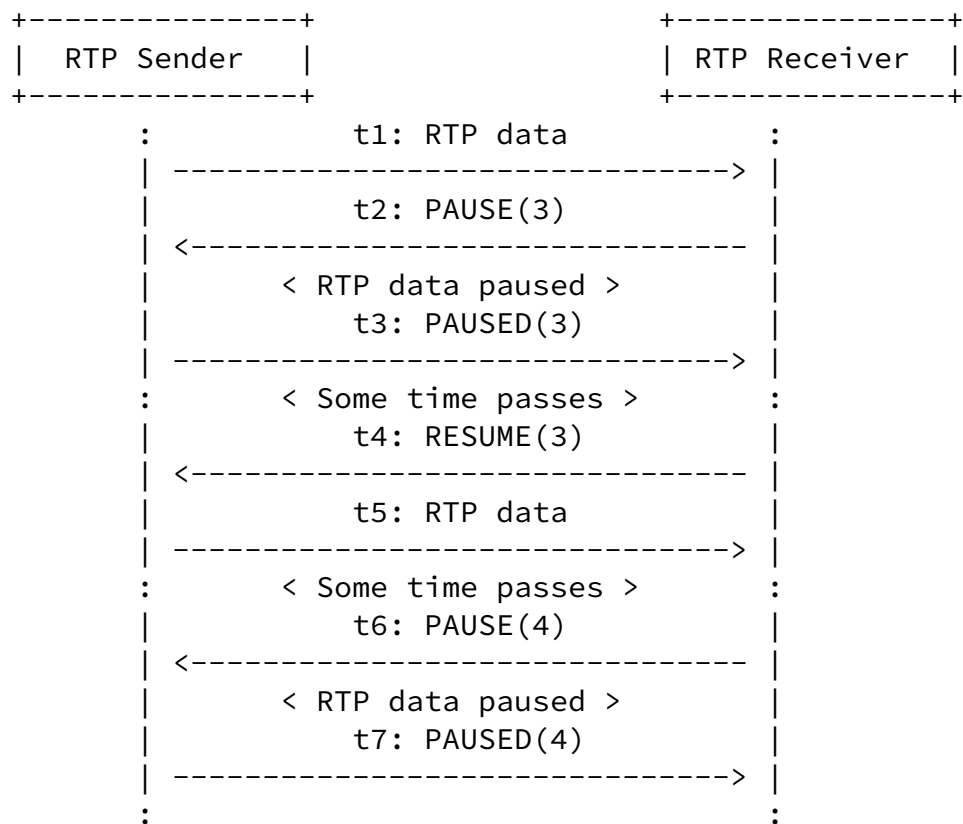 +---------------+                   +---------------+
|  RTP Sender   |                   | RTP Receiver  |
+---------------+                   +---------------+
       :           t1: RTP data           :
       | -------------------------------> |
       |           t2: PAUSE(3)           |
       | <------------------------------- |
       |       < RTP data paused >        |
       |           t3: PAUSED(3)          |
       | -------------------------------> |
       :       < Some time passes >       :
       |           t4: RESUME(3)          |
       | <------------------------------- |
       |           t5: RTP data           |
       | -------------------------------> |
       :       < Some time passes >       :
       |           t6: PAUSE(4)           |
       | <------------------------------- |
       |       < RTP data paused >        |
       |           t7: PAUSED(4)          |
       | -------------------------------> |
       :                                  :